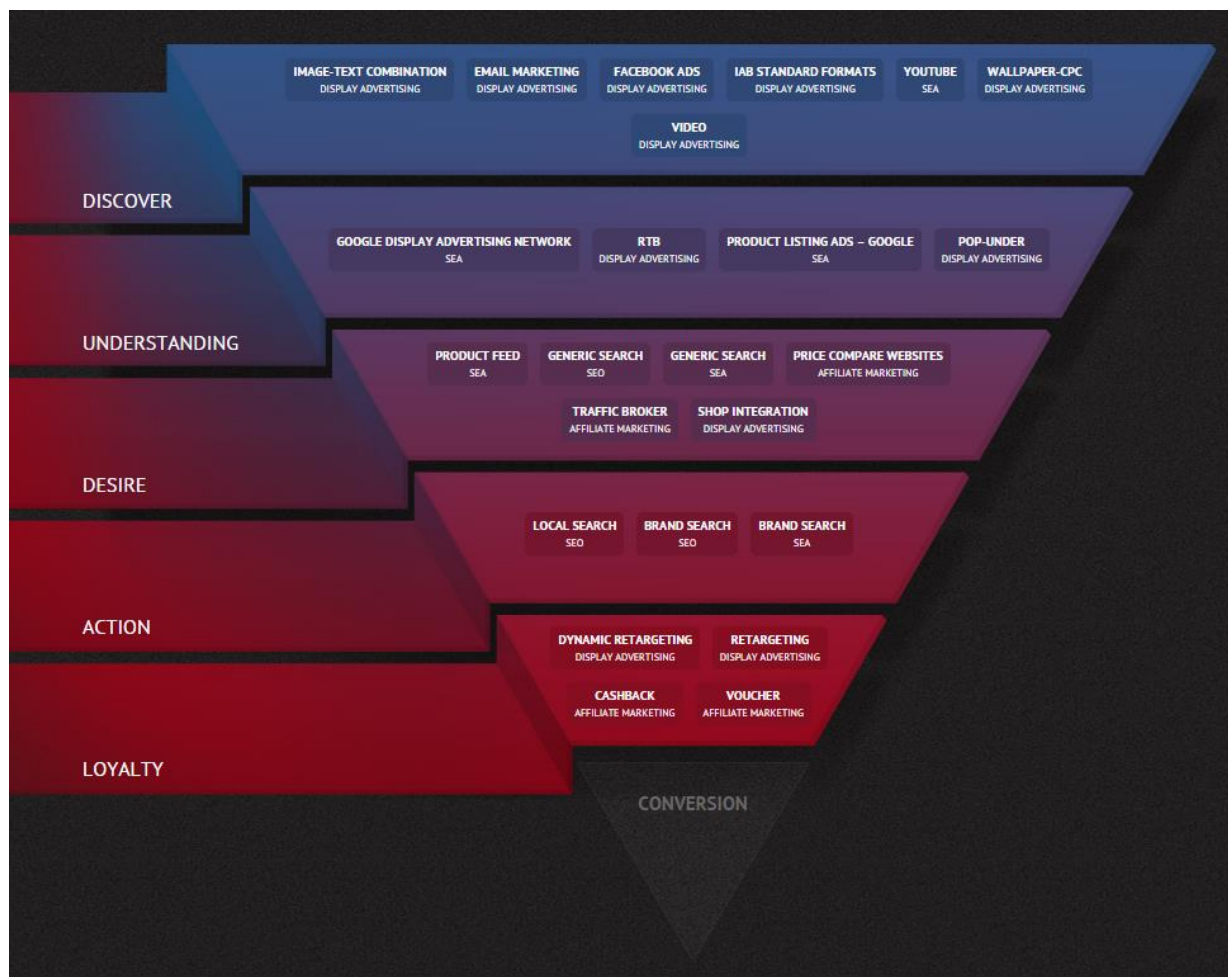 IMAGE-TEXT COMBINATION
DISPLAY ADVERTISING
EMAIL MARKETING
DISPLAY ADVERTISING
FACEBOOK ADS
DISPLAY ADVERTISING
IAB STANDARD FORMATS
DISPLAY ADVERTISING
YOUTUBE
SEA
WALLPAPER-CPC
DISPLAY ADVERTISING
VIDEO
DISPLAY ADVERTISING
DISCOVER
GOOGLE DISPLAY ADVERTISING NETWORK
SEA
RTB
DISPLAY ADVERTISING
PRODUCT LISTING ADS – GOOGLE
SEA
POP-UNDER
DISPLAY ADVERTISING
UNDERSTANDING
PRODUCT FEED
SEA
GENERIC SEARCH
SEO
GENERIC SEARCH
SEA
PRICE COMPARE WEBSITES
AFFILIATE MARKETING
TRAFFIC BROKER
AFFILIATE MARKETING
SHOP INTEGRATION
DISPLAY ADVERTISING
DESIRE
LOCAL SEARCH
SEO
BRAND SEARCH
SEO
BRAND SEARCH
SEA
ACTION
DYNAMIC RETARGETING
DISPLAY ADVERTISING
RETARGETING
DISPLAY ADVERTISING
CASHBACK
AFFILIATE MARKETING
VOUCHER
AFFILIATE MARKETING
LOYALTY
CONVERSION